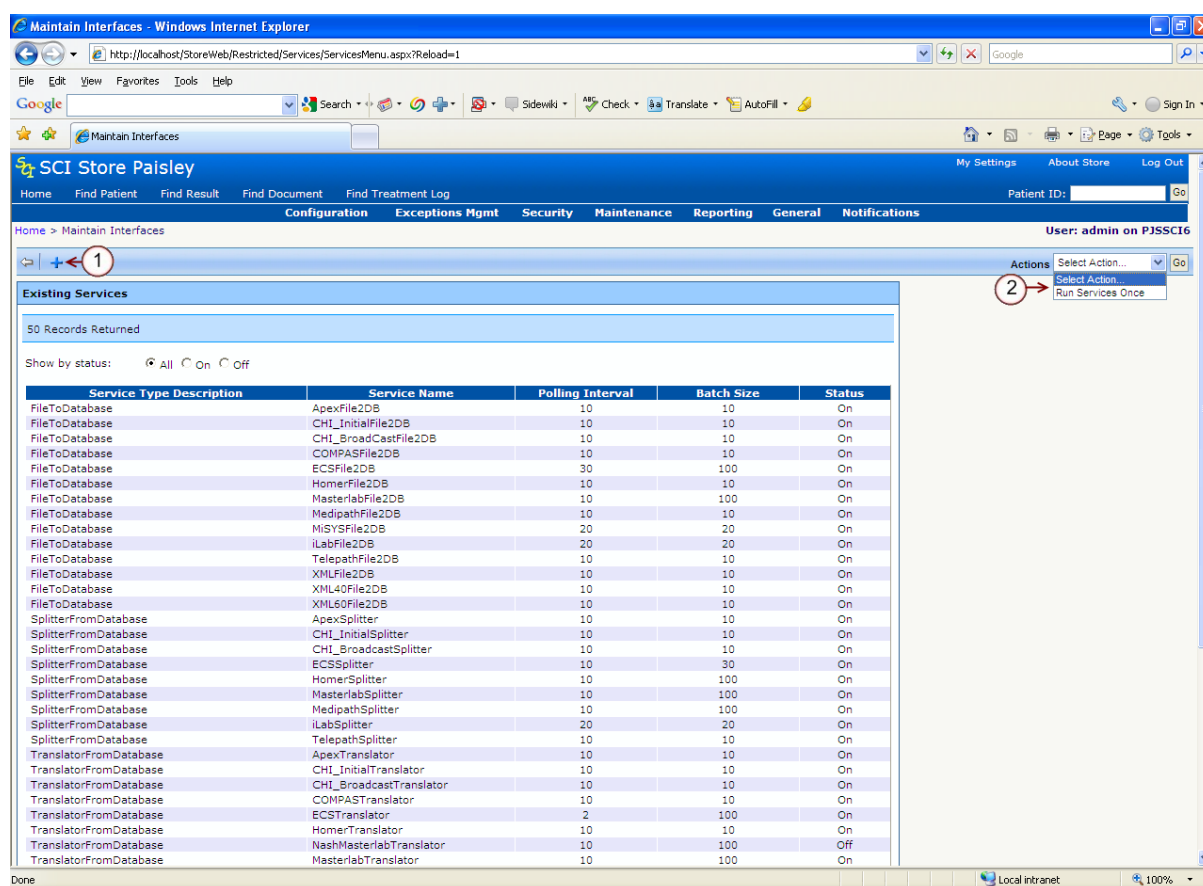 Maintain Interfaces - Windows Internet Explorer
http://localhost/StoreWeb/Restricted/Services/ServicesMenu.aspx?Reload=1
Google
File Edit View Favorites Tools Help
Google Search Sidewiki Check Translate AutoFill Sign In
Maintain Interfaces Page Tools
SCI Store Paisley My Settings About Store Log Out
Home Find Patient Find Result Find Document Find Treatment Log Patient ID: Go
Configuration Exceptions Mgmt Security Maintenance Reporting General Notifications
Home > Maintain Interfaces User: admin on PJSSCI6
1 Actions Select Action... Go
2 Select Action...
Run Services Once
Existing Services
50 Records Returned
Show by status: All On Off
Service Type Description Service Name Polling Interval Batch Size Status
FileToDatabase ApexFile2DB 10 10 On
FileToDatabase CHI_InitialFile2DB 10 10 On
FileToDatabase CHI_BroadCastFile2DB 10 10 On
FileToDatabase COMPASFile2DB 10 10 On
FileToDatabase ECSFile2DB 30 100 On
FileToDatabase HomerFile2DB 10 10 On
FileToDatabase MasterlabFile2DB 10 100 On
FileToDatabase MedipathFile2DB 10 10 On
FileToDatabase MiSYSFile2DB 20 20 On
FileToDatabase iLabFile2DB 20 20 On
FileToDatabase TelepathFile2DB 10 10 On
FileToDatabase XMLFile2DB 10 10 On
FileToDatabase XML40File2DB 10 10 On
FileToDatabase XML60File2DB 10 10 On
SplitterFromDatabase ApexSplitter 10 10 On
SplitterFromDatabase CHI_InitialSplitter 10 10 On
SplitterFromDatabase CHI_BroadcastSplitter 10 10 On
SplitterFromDatabase ECSSplitter 10 30 On
SplitterFromDatabase HomerSplitter 10 100 On
SplitterFromDatabase MasterlabSplitter 10 100 On
SplitterFromDatabase MedipathSplitter 10 100 On
SplitterFromDatabase iLabSplitter 20 20 On
SplitterFromDatabase TelepathSplitter 10 10 On
TranslatorFromDatabase ApexTranslator 10 10 On
TranslatorFromDatabase CHI_InitialTranslator 10 10 On
TranslatorFromDatabase CHI_BroadcastTranslator 10 10 On
TranslatorFromDatabase COMPASTranslator 10 10 On
TranslatorFromDatabase ECSTranslator 2 100 On
TranslatorFromDatabase HomerTranslator 10 10 On
TranslatorFromDatabase NashMasterlabTranslator 10 100 Off
TranslatorFromDatabase MasterlabTranslator 10 100 On
Done Local intranet 100%